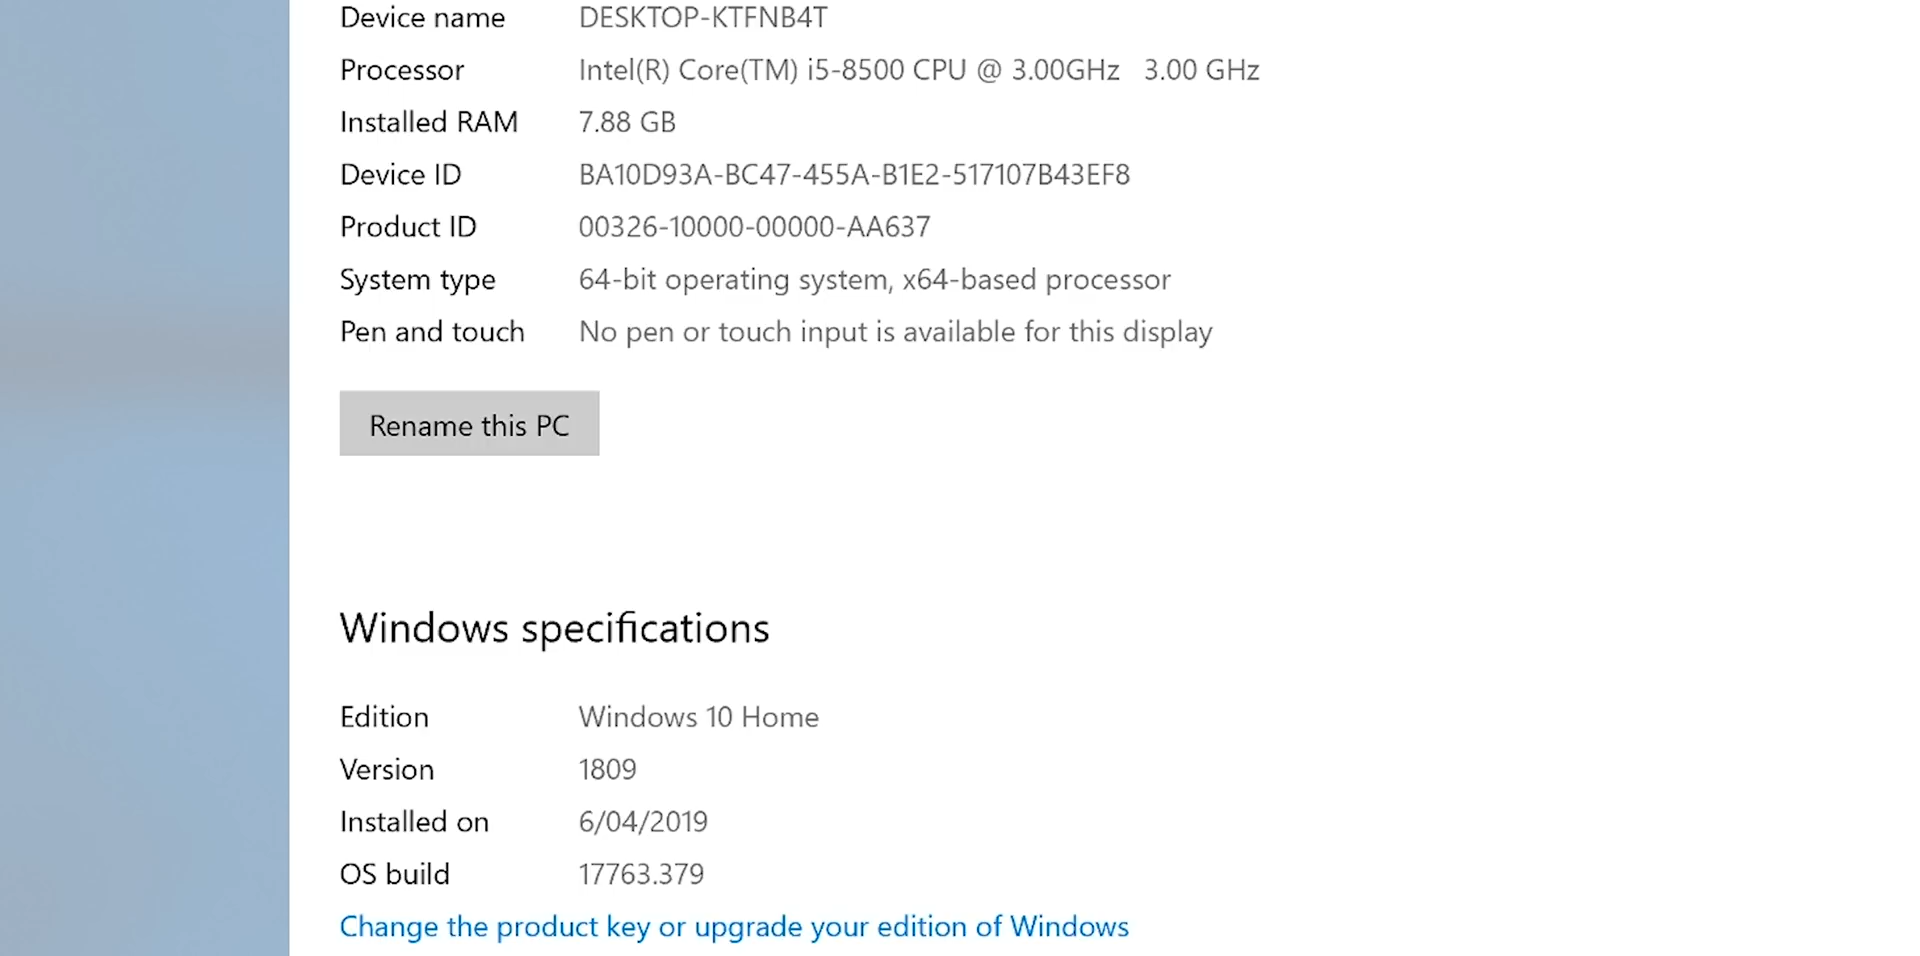 Device name DESKTOP-KTFNB4T
Processor Intel(R) Core(TM) i5-8500 CPU @ 3.00GHz 3.00 GHz
Installed RAM 7.88 GB
Device ID BA10D93A-BC47-455A-B1E2-517107B43EF8
Product ID 00326-10000-00000-AA637
System type 64-bit operating system, x64-based processor
Pen and touch No pen or touch input is available for this display
Rename this PC
Windows specifications
Edition Windows 10 Home
Version 1809
Installed on 6/04/2019
OS build 17763.379
Change the product key or upgrade your edition of Windows